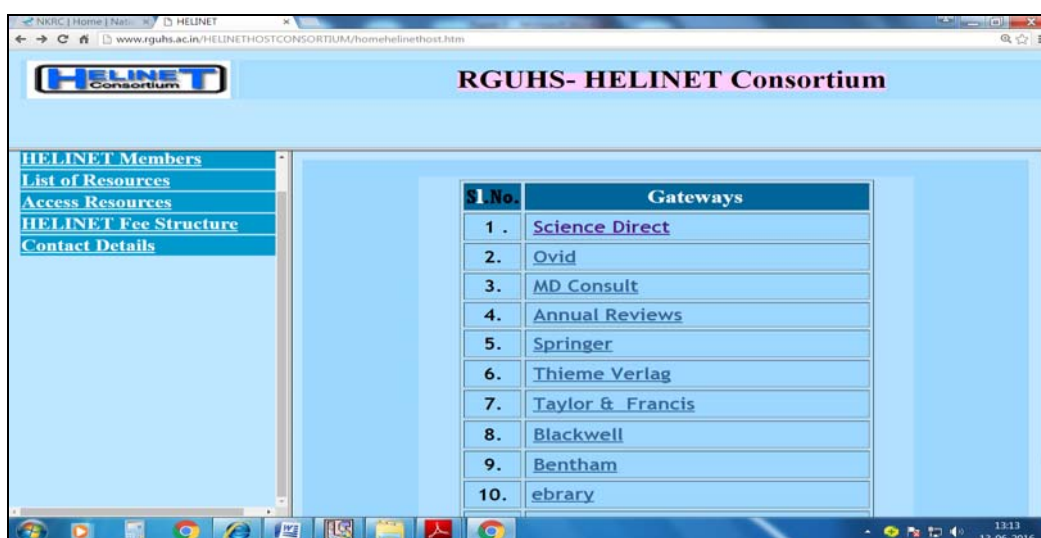 NKRC | Home | Nati
HELINET
www.rguhs.ac.in/HELINETHOSTCONSORTIUM/homehelinethost.htm
HELINET
Consortium
RGUHS- HELINET Consortium
HELINET Members
List of Resources
Access Resources
HELINET Fee Structure
Contact Details
Sl.No. Gateways
1 . Science Direct
2. Ovid
3. MD Consult
4. Annual Reviews
5. Springer
6. Thieme Verlag
7. Taylor & Francis
8. Blackwell
9. Bentham
10. ebrary
13:13